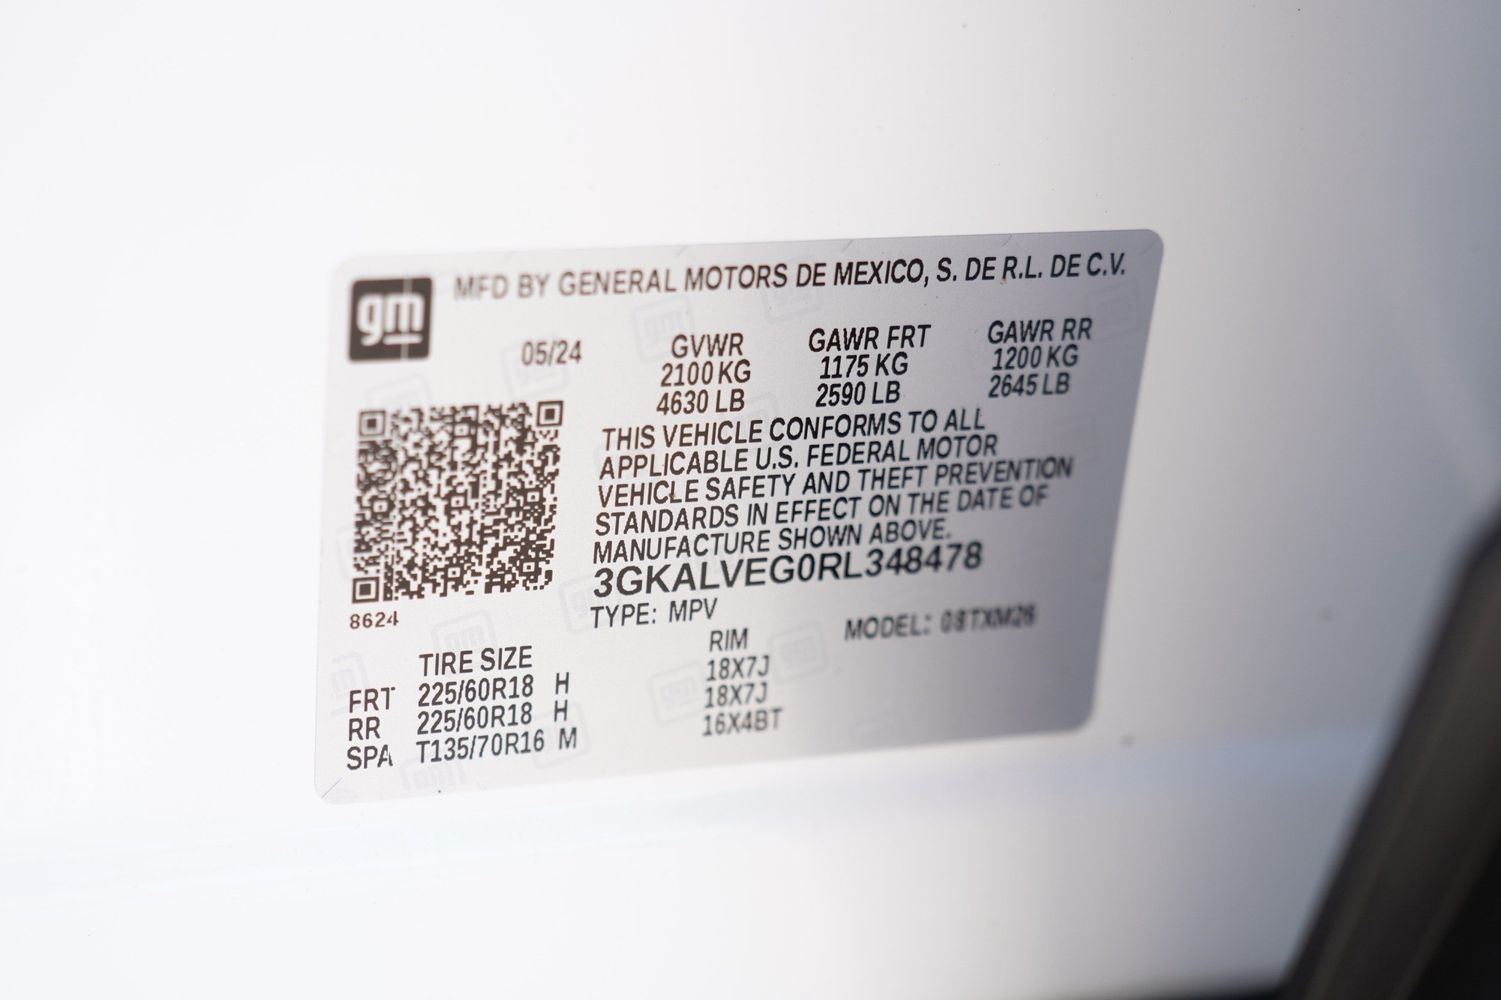 gm MFD BY GENERAL MOTORS DE MEXICO, S. DE R.L. DE C.V.
05/24 GVWR GAWR FRT GAWR RR
2100 KG 1175 KG 1200 KG
4630 LB 2590 LB 2645 LB
THIS VEHICLE CONFORMS TO ALL
APPLICABLE U.S. FEDERAL MOTOR
VEHICLE SAFETY AND THEFT PREVENTION
STANDARDS IN EFFECT ON THE DATE OF
MANUFACTURE SHOWN ABOVE.
3GKALVEG0RL348478
8624 TYPE: MPV MODEL: 08TXM26
TIRE SIZE RIM
FRT 225/60R18 H 18X7J
RR 225/60R18 H 18X7J
SPA T135/70R16 M 16X4BT